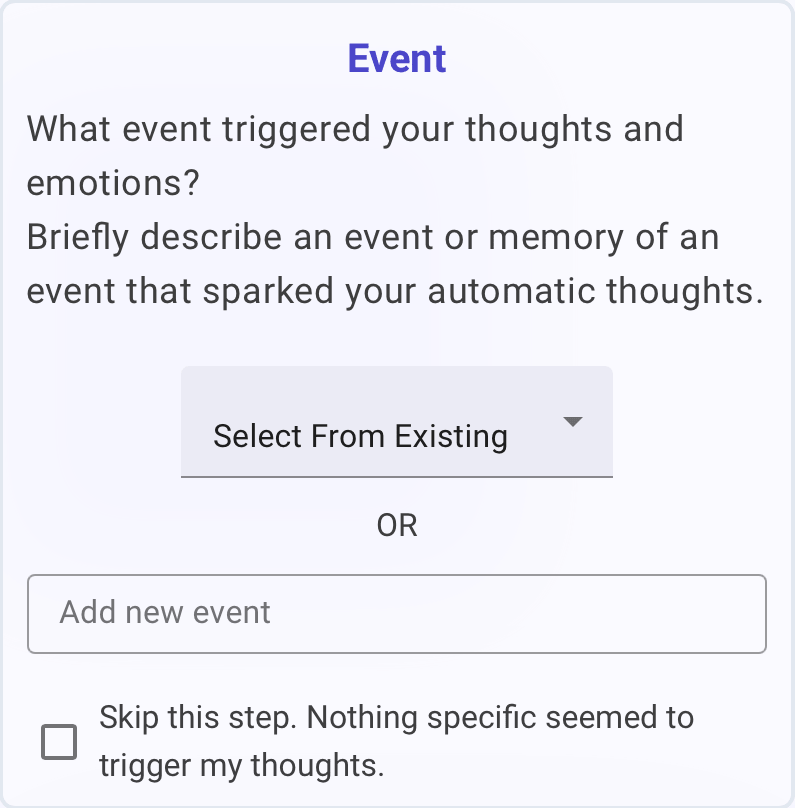 Event
What event triggered your thoughts and
emotions?
Briefly describe an event or memory of an
event that sparked your automatic thoughts.
Select From Existing
OR
Add new event
Skip this step. Nothing specific seemed to
trigger my thoughts.